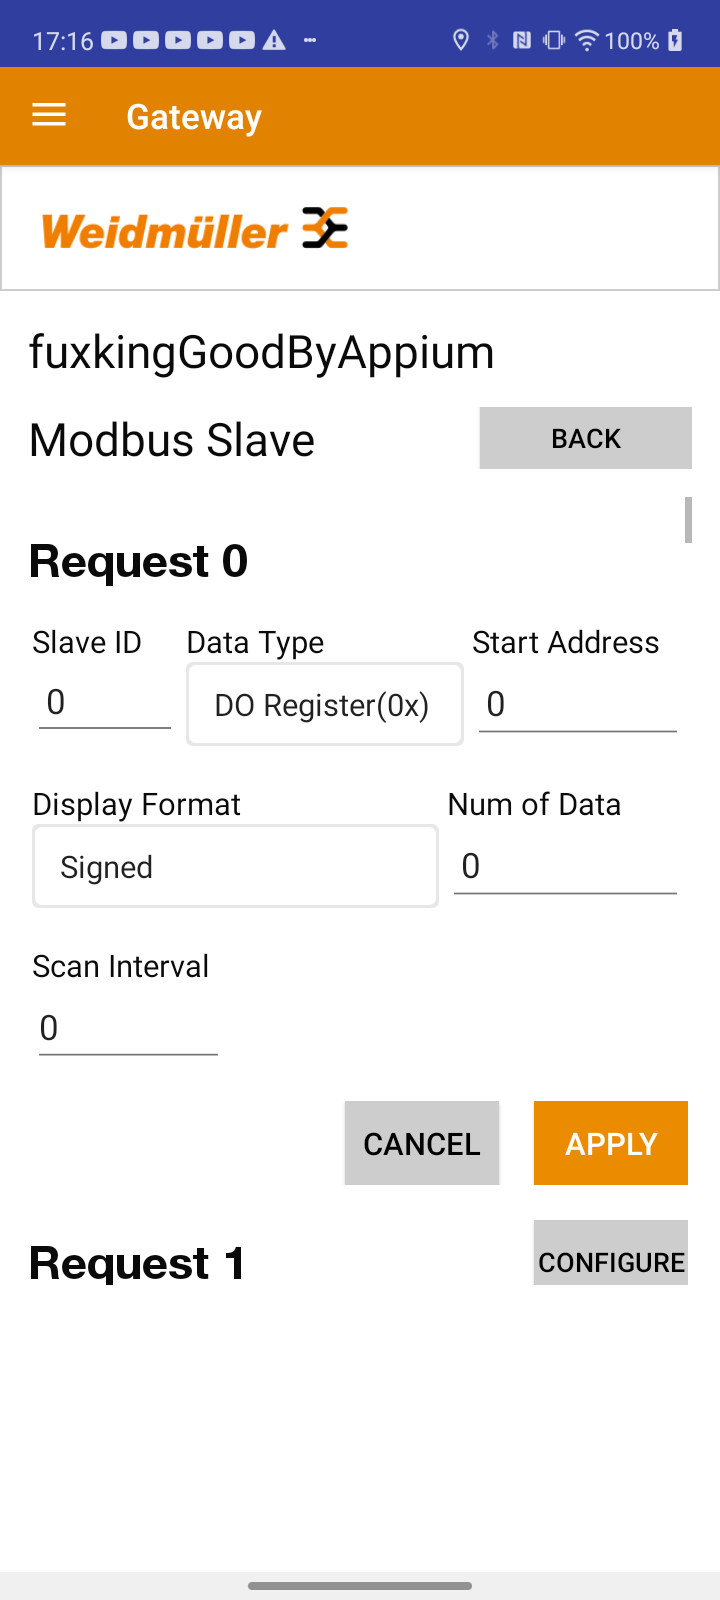 17:16 100%
Gateway
Weidmüller
fuxkingGoodByAppium
Modbus Slave BACK
Request 0
Slave ID Data Type Start Address
0 DO Register(0x) 0
Display Format Num of Data
Signed 0
Scan Interval
0
CANCEL APPLY
Request 1 CONFIGURE